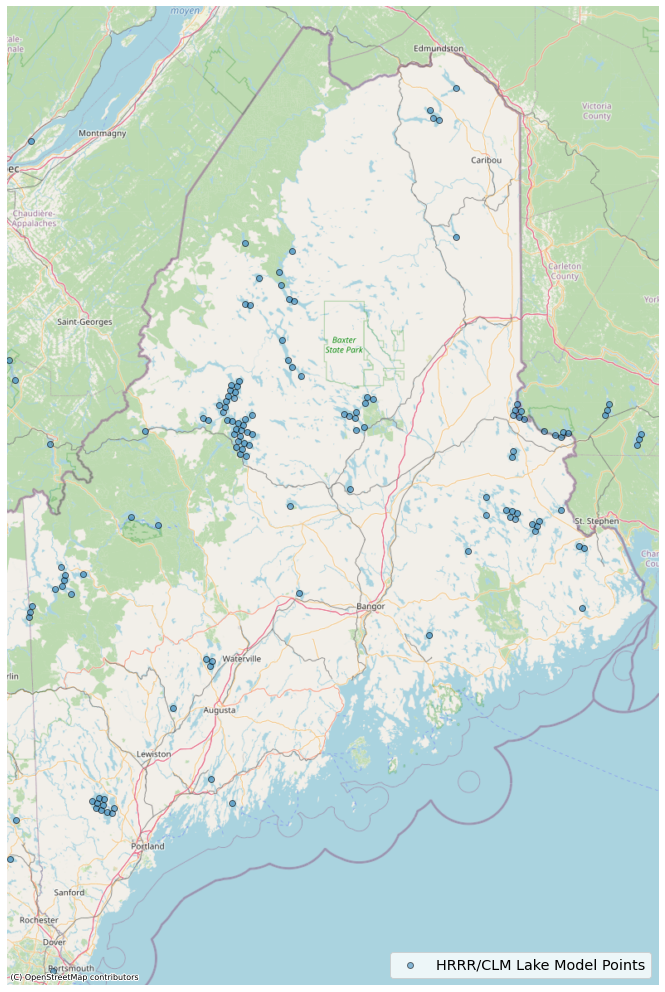 moyen
Edmundston
Victoria
County
Montmagny
Caribou
Chaudière-
Appalaches
Carleton
County
Saint-Georges
Baxter
State Park
St. Stephen
Bangor
Waterville
Augusta
Lewiston
Portland
Sanford
Rochester
Dover
Portsmouth
HRRR/CLM Lake Model Points
(C) OpenStreetMap contributors